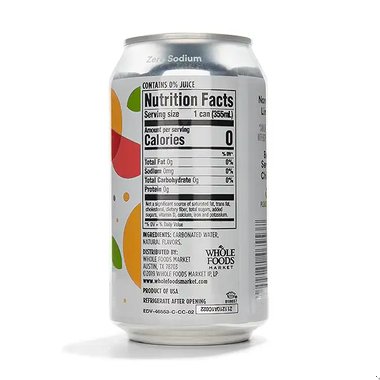 Zero Sodium
CONTAINS 0% JUICE
Nutrition Facts
Serving size 1 can (355mL)
Amount per serving
Calories 0
% DV*
Total Fat 0g 0%
Sodium 0mg 0%
Total Carbohydrate 0g 0%
Protein 0g
Not a significant source of saturated fat, trans fat,
cholesterol, dietary fiber, total sugars, added
sugars, vitamin D, calcium, iron and potassium.
*% DV = % Daily Value
INGREDIENTS: CARBONATED WATER,
NATURAL FLAVORS.
DISTRIBUTED BY:
WHOLE FOODS MARKET
AUSTIN, TX 78703
©2019 WHOLE FOODS MARKET IP, LP
www.wholefoodsmarket.com
PRODUCT OF USA
REFRIGERATE AFTER OPENING
WHOLE
FOODS
MARKET